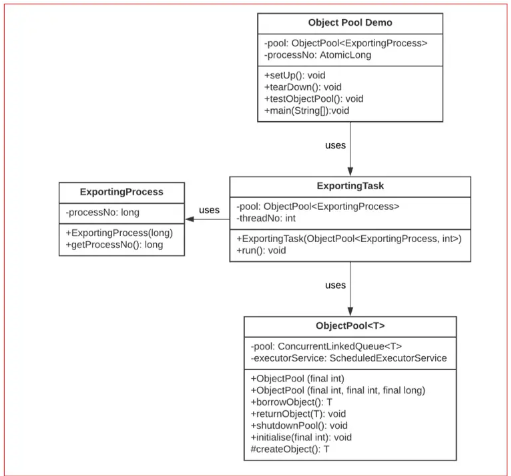 Object Pool Demo
-pool: ObjectPool<ExportingProcess>
-processNo: AtomicLong
+setUp(): void
+tearDown(): void
+testObjectPool(): void
+main(String[]):void
uses
ExportingProcess
-processNo: long
+ExportingProcess(long)
+getProcessNo(): long
uses
ExportingTask
-pool: ObjectPool<ExportingProcess>
-threadNo: int
+ExportingTask(ObjectPool<ExportingProcess, int>)
+run(): void
uses
ObjectPool<T>
-pool: ConcurrentLinkedQueue<T>
-executorService: ScheduledExecutorService
+ObjectPool (final int)
+ObjectPool (final int, final int, final long)
+borrowObject(): T
+returnObject(T): void
+shutdownPool(): void
+initialise(final int): void
#createObject(): T